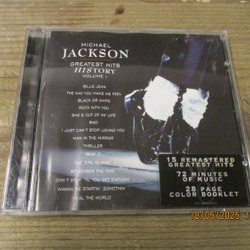 MICHAEL
JACKSON
GREATEST HITS
HISTORY
VOLUME I
BILLIE JEAN
THE WAY YOU MAKE ME FEEL
BLACK OR WHITE
ROCK WITH YOU
SHE'S OUT OF MY LIFE
BAD
I JUST CAN'T STOP LOVING YOU
MAN IN THE MIRROR
THRILLER
BEAT IT
THE GIRL IS MINE
REMEMBER THE TIME
DON'T STOP 'TIL YOU GET ENOUGH
WANNA BE STARTIN' SOMETHIN'
HEAL THE WORLD
15 REMASTERED
GREATEST HITS
72 MINUTES
OF MUSIC
28 PAGE
COLOR BOOKLET
18/05/2025